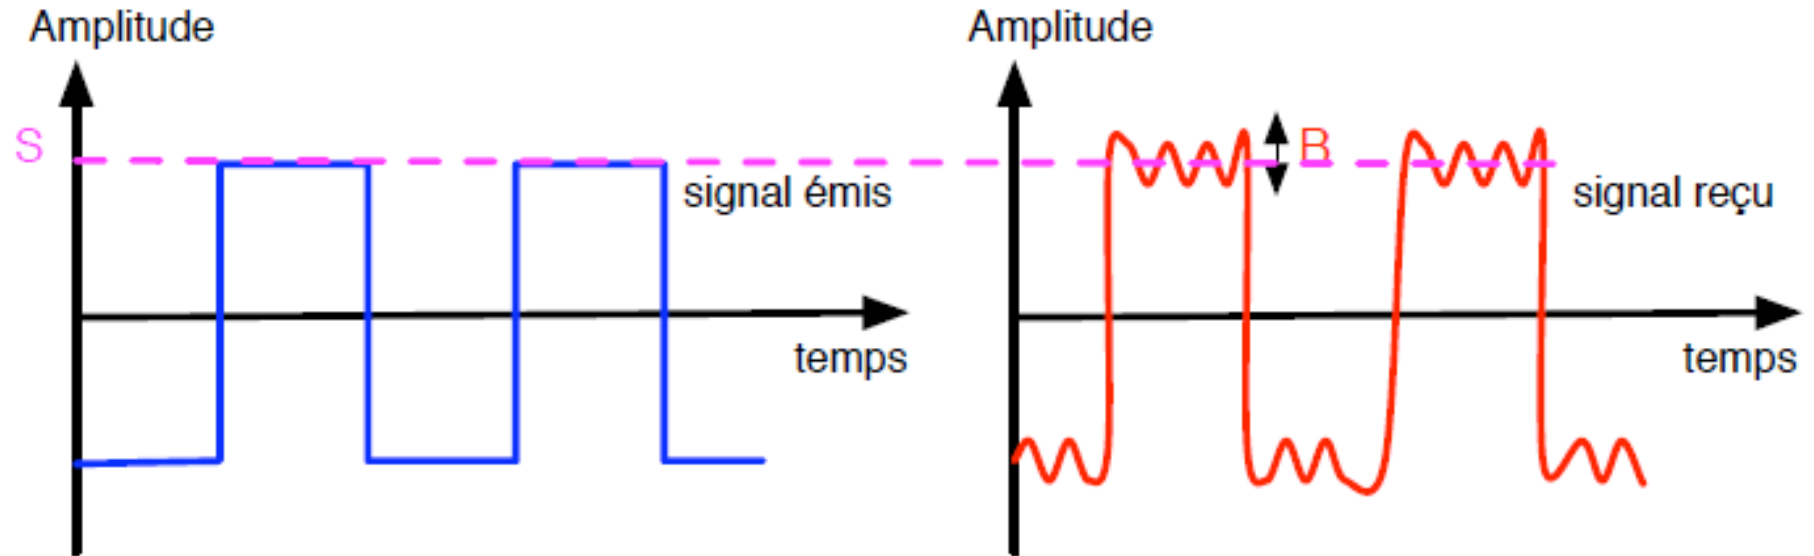 Amplitude
S
signal émis
temps
Amplitude
B
signal reçu
temps